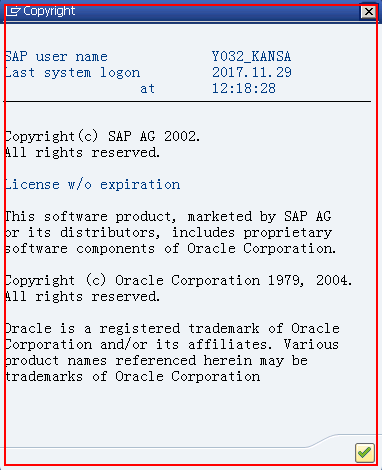 Copyright
SAP user name Y032_KANSA
Last system logon 2017.11.29
at 12:18:28
Copyright(c) SAP AG 2002.
All rights reserved.
License w/o expiration
This software product, marketed by SAP AG
or its distributors, includes proprietary
software components of Oracle Corporation.
Copyright (c) Oracle Corporation 1979, 2004.
All rights reserved.
Oracle is a registered trademark of Oracle
Corporation and/or its affiliates. Various
product names referenced herein may be
trademarks of Oracle Corporation